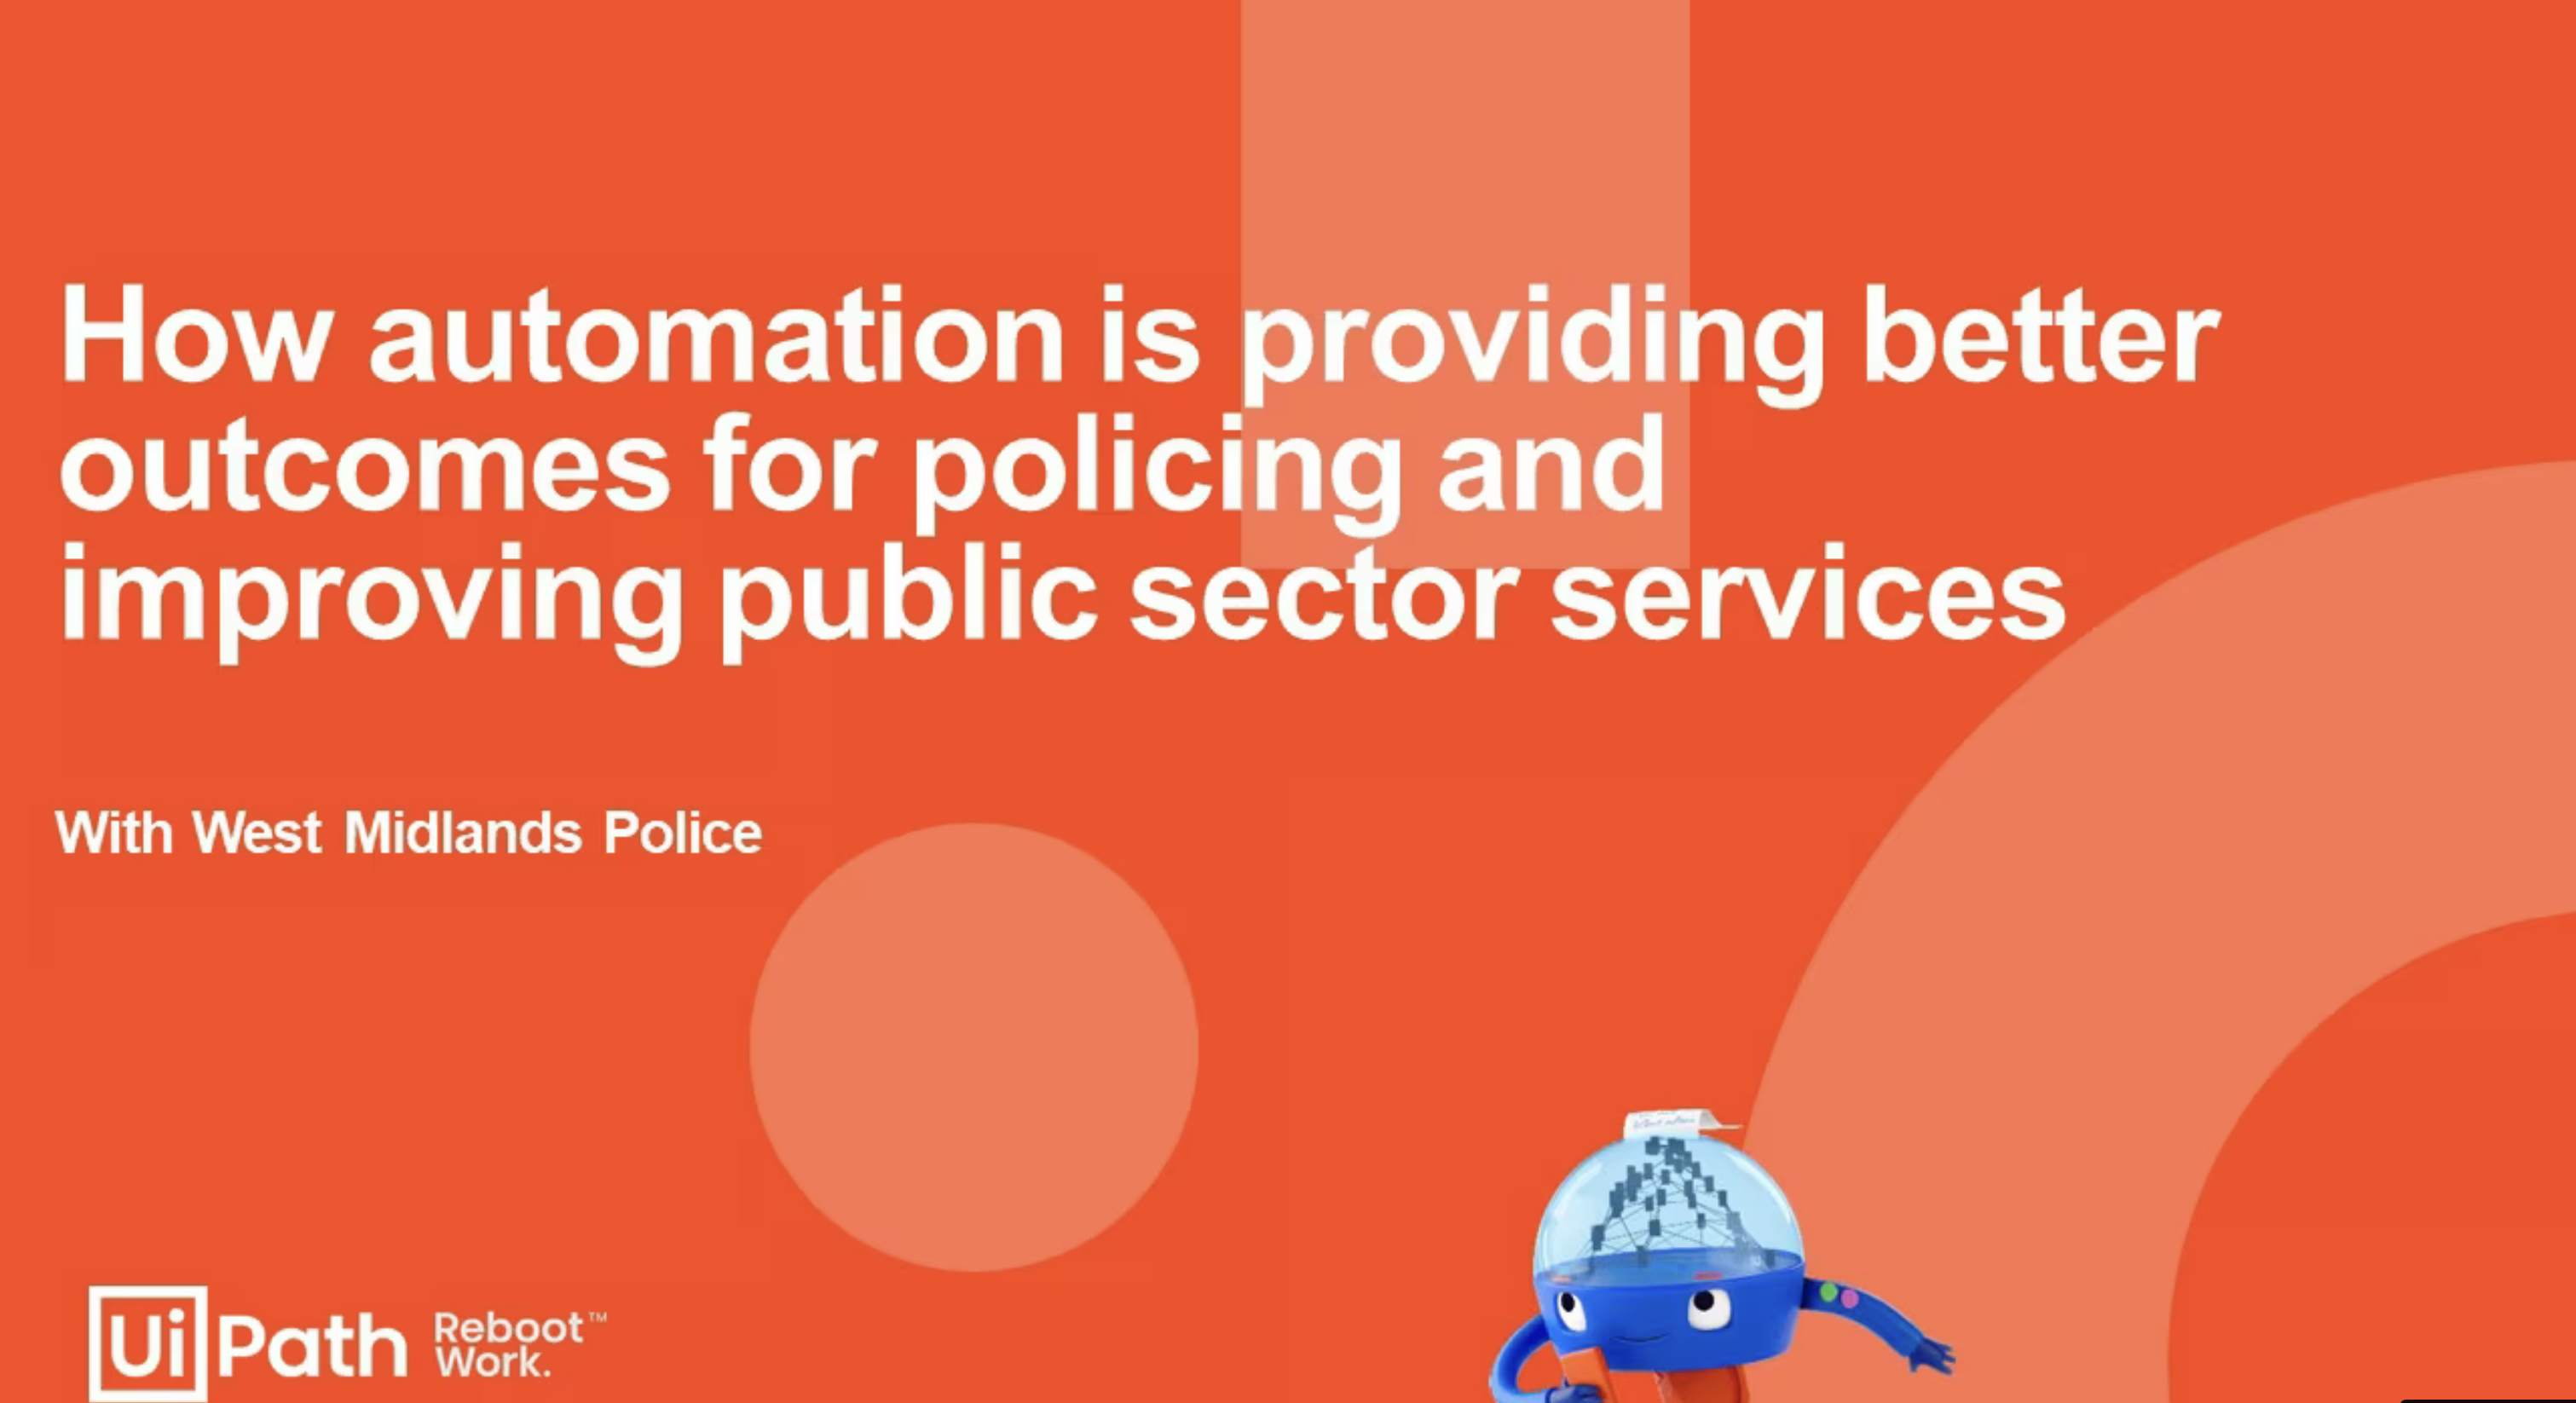 How automation is providing better
outcomes for policing and
improving public sector services
With West Midlands Police
UiPath
Reboot™
Work.